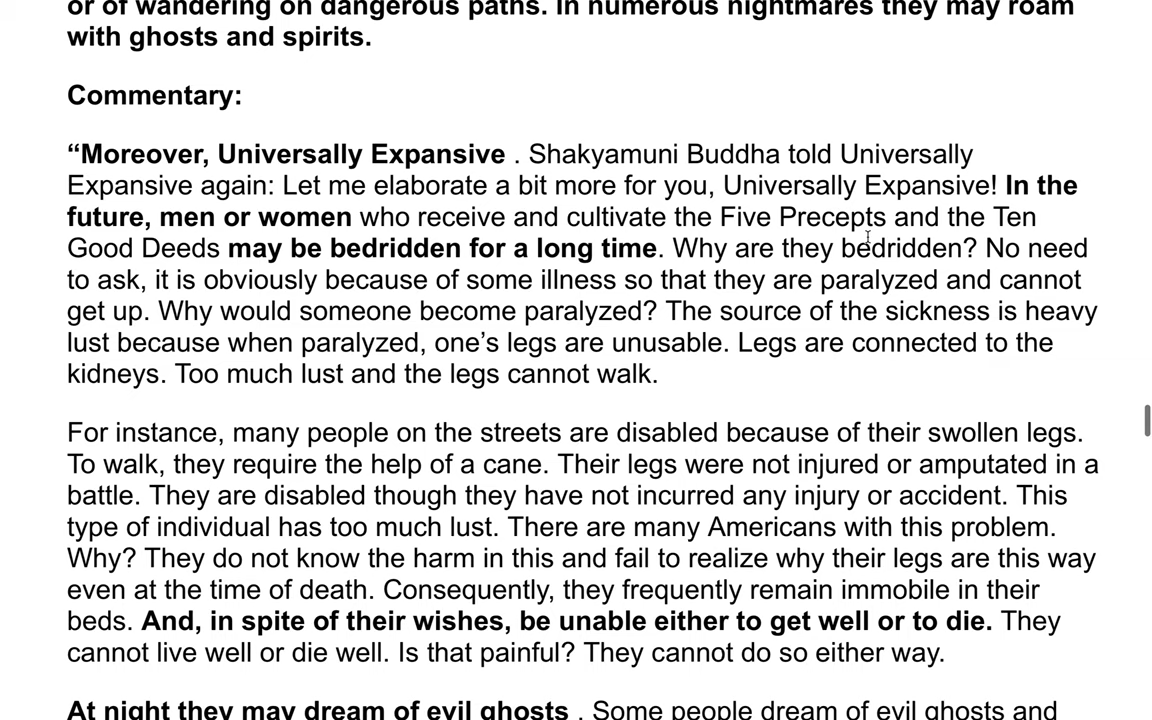 or of wandering on dangerous paths. In numerous nightmares they may roam
with ghosts and spirits.
Commentary:
“Moreover, Universally Expansive . Shakyamuni Buddha told Universally
Expansive again: Let me elaborate a bit more for you, Universally Expansive! In the
future, men or women who receive and cultivate the Five Precepts and the Ten
Good Deeds may be bedridden for a long time. Why are they bedridden? No need
to ask, it is obviously because of some illness so that they are paralyzed and cannot
get up. Why would someone become paralyzed? The source of the sickness is heavy
lust because when paralyzed, one’s legs are unusable. Legs are connected to the
kidneys. Too much lust and the legs cannot walk.
For instance, many people on the streets are disabled because of their swollen legs.
To walk, they require the help of a cane. Their legs were not injured or amputated in a
battle. They are disabled though they have not incurred any injury or accident. This
type of individual has too much lust. There are many Americans with this problem.
Why? They do not know the harm in this and fail to realize why their legs are this way
even at the time of death. Consequently, they frequently remain immobile in their
beds. And, in spite of their wishes, be unable either to get well or to die. They
cannot live well or die well. Is that painful? They cannot do so either way.
At night they may dream of evil ghosts . Some people dream of evil ghosts and